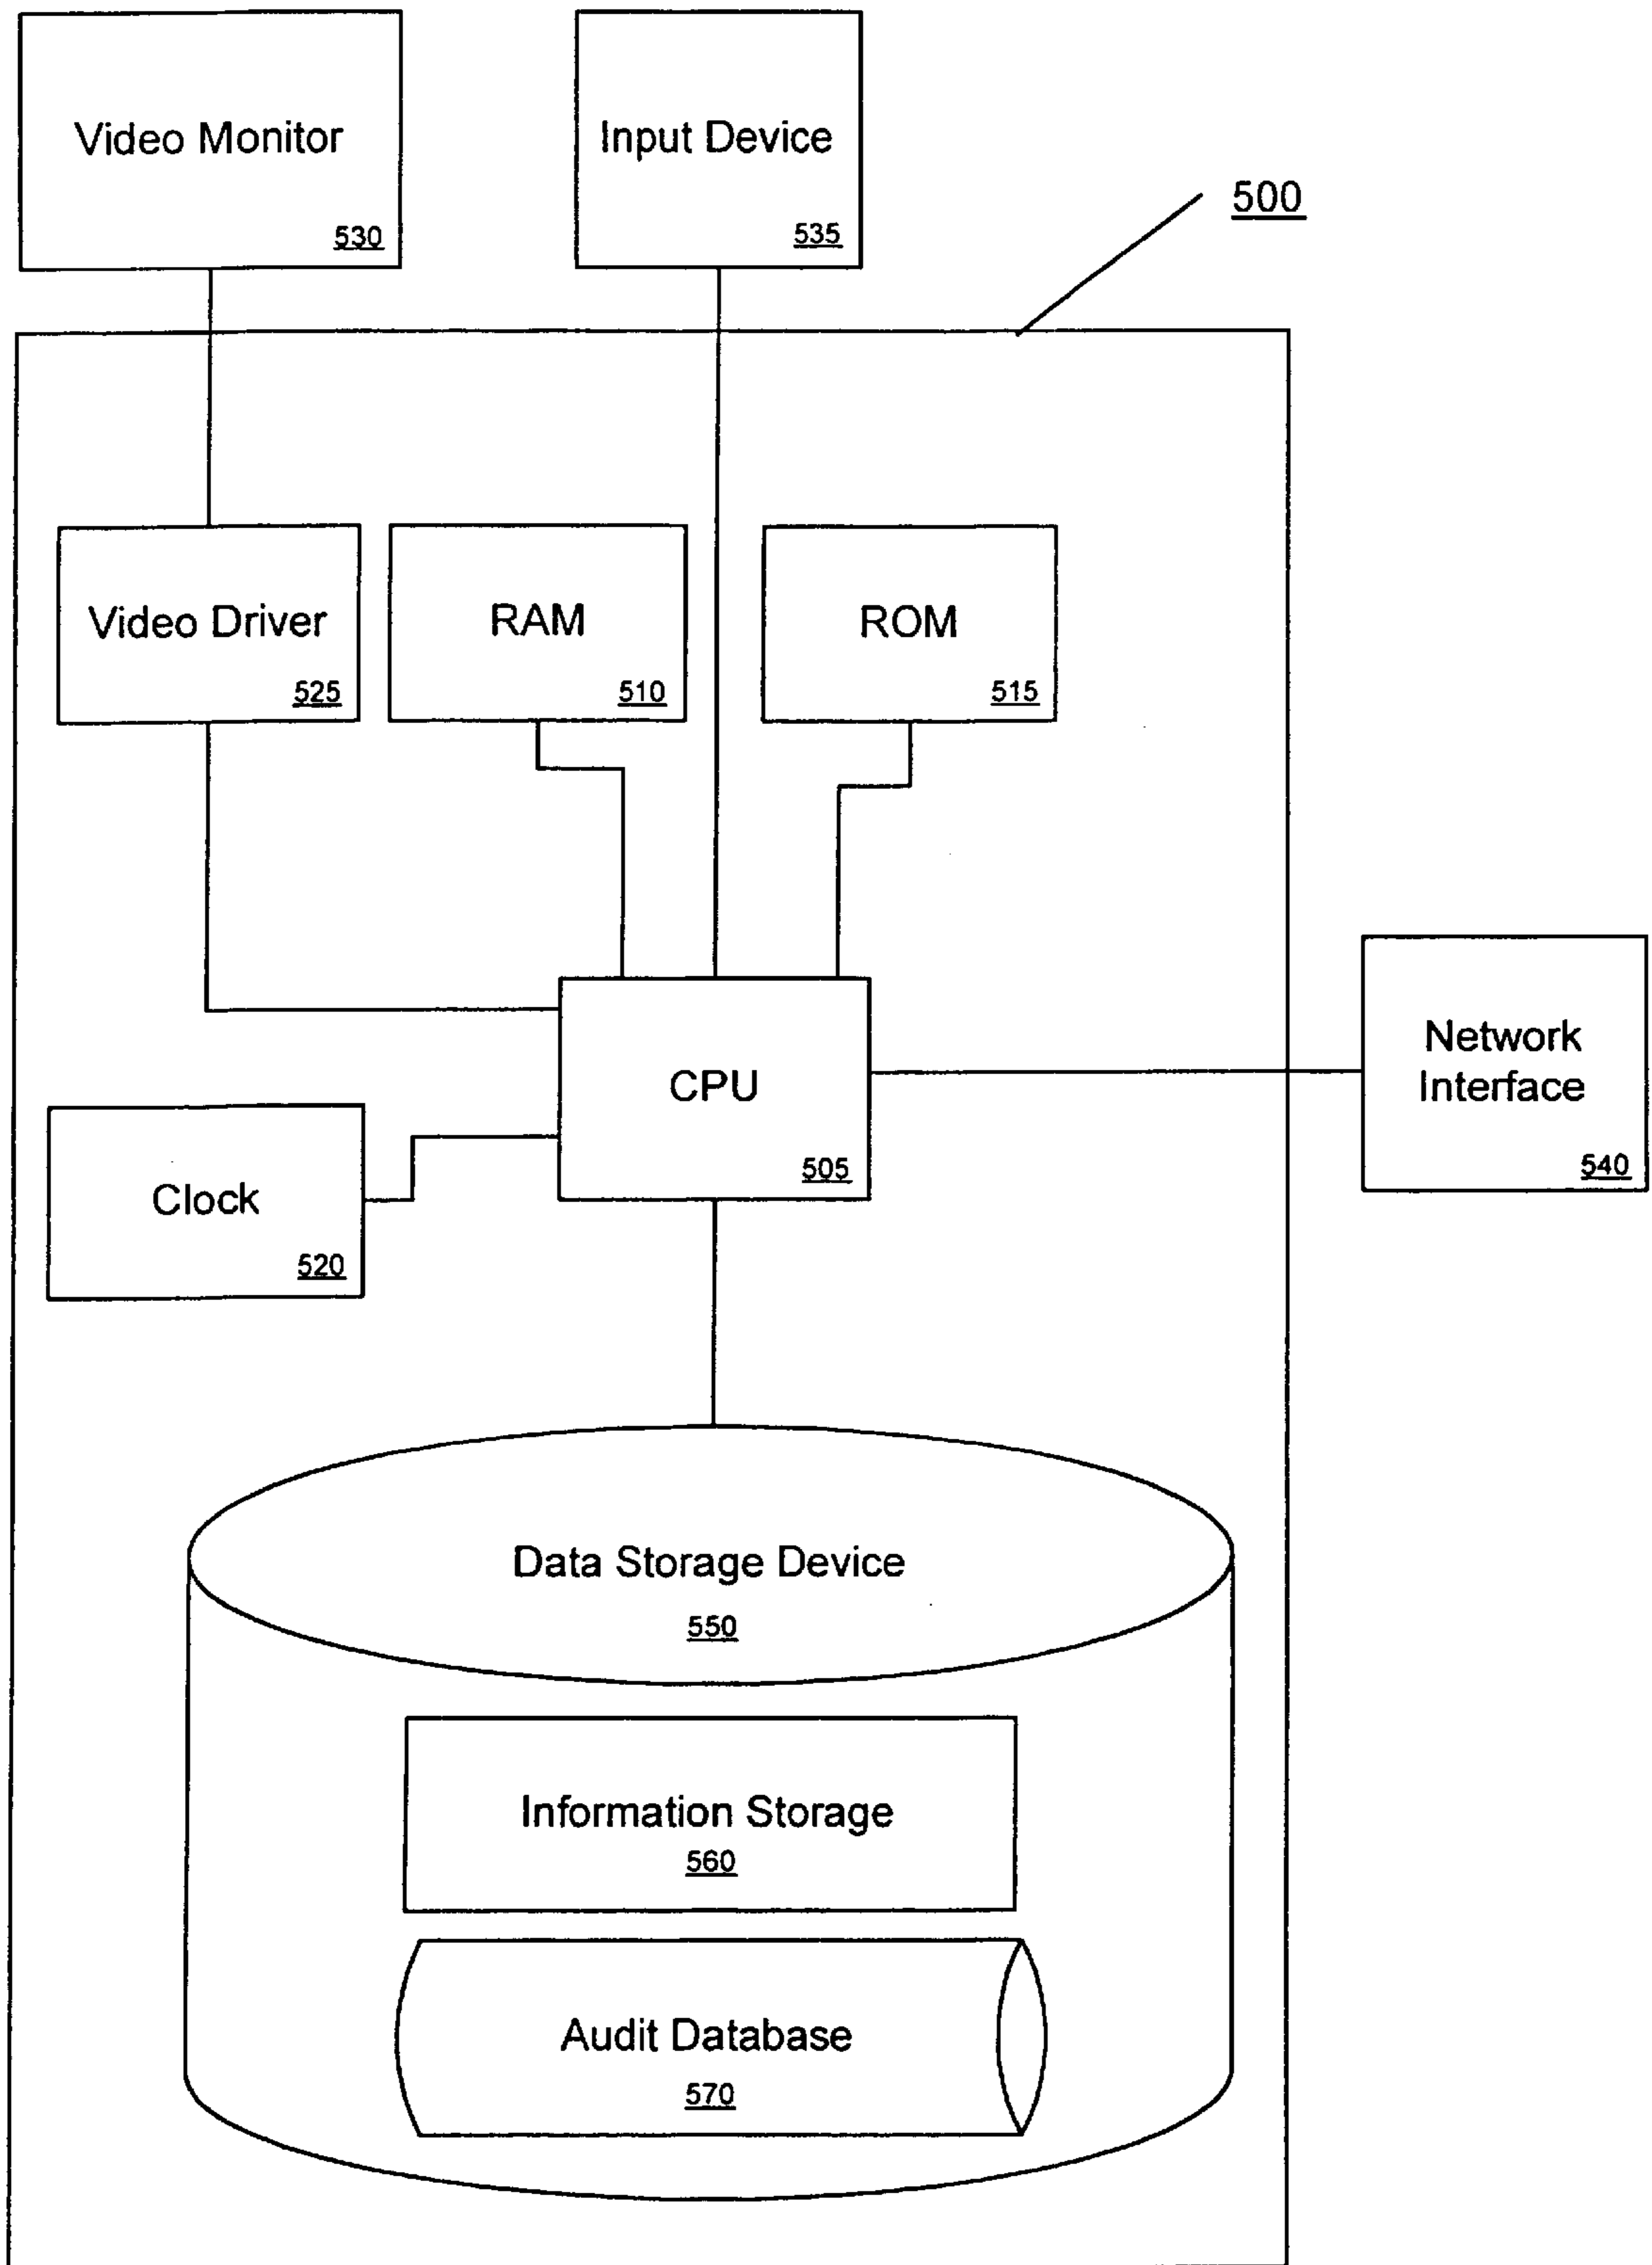 Video Monitor
530
Input Device
535
500
Video Driver
525
RAM
510
ROM
515
CPU
505
Network
Interface
540
Clock
520
Data Storage Device
550
Information Storage
560
Audit Database
570